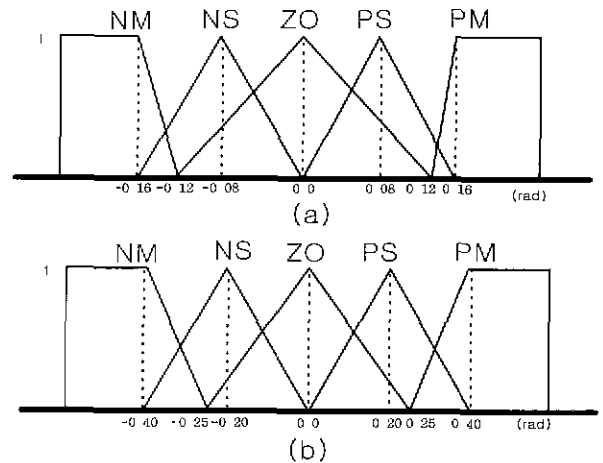 NM NS ZO PS PM
1
-0 16 -0 12 -0 08 0 0 0 08 0 12 0 16 (rad)
(a)
NM NS ZO PS PM
1
-0 40 -0 25 -0 20 0 0 0 20 0 25 0 40 (rad)
(b)